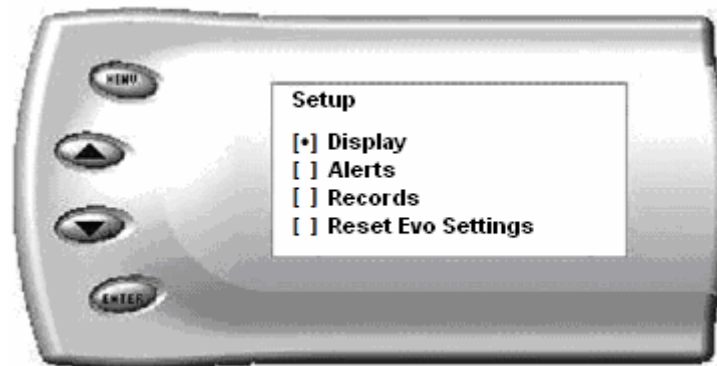 MENU
Setup
[•] Display
[ ] Alerts
[ ] Records
[ ] Reset Evo Settings
ENTER